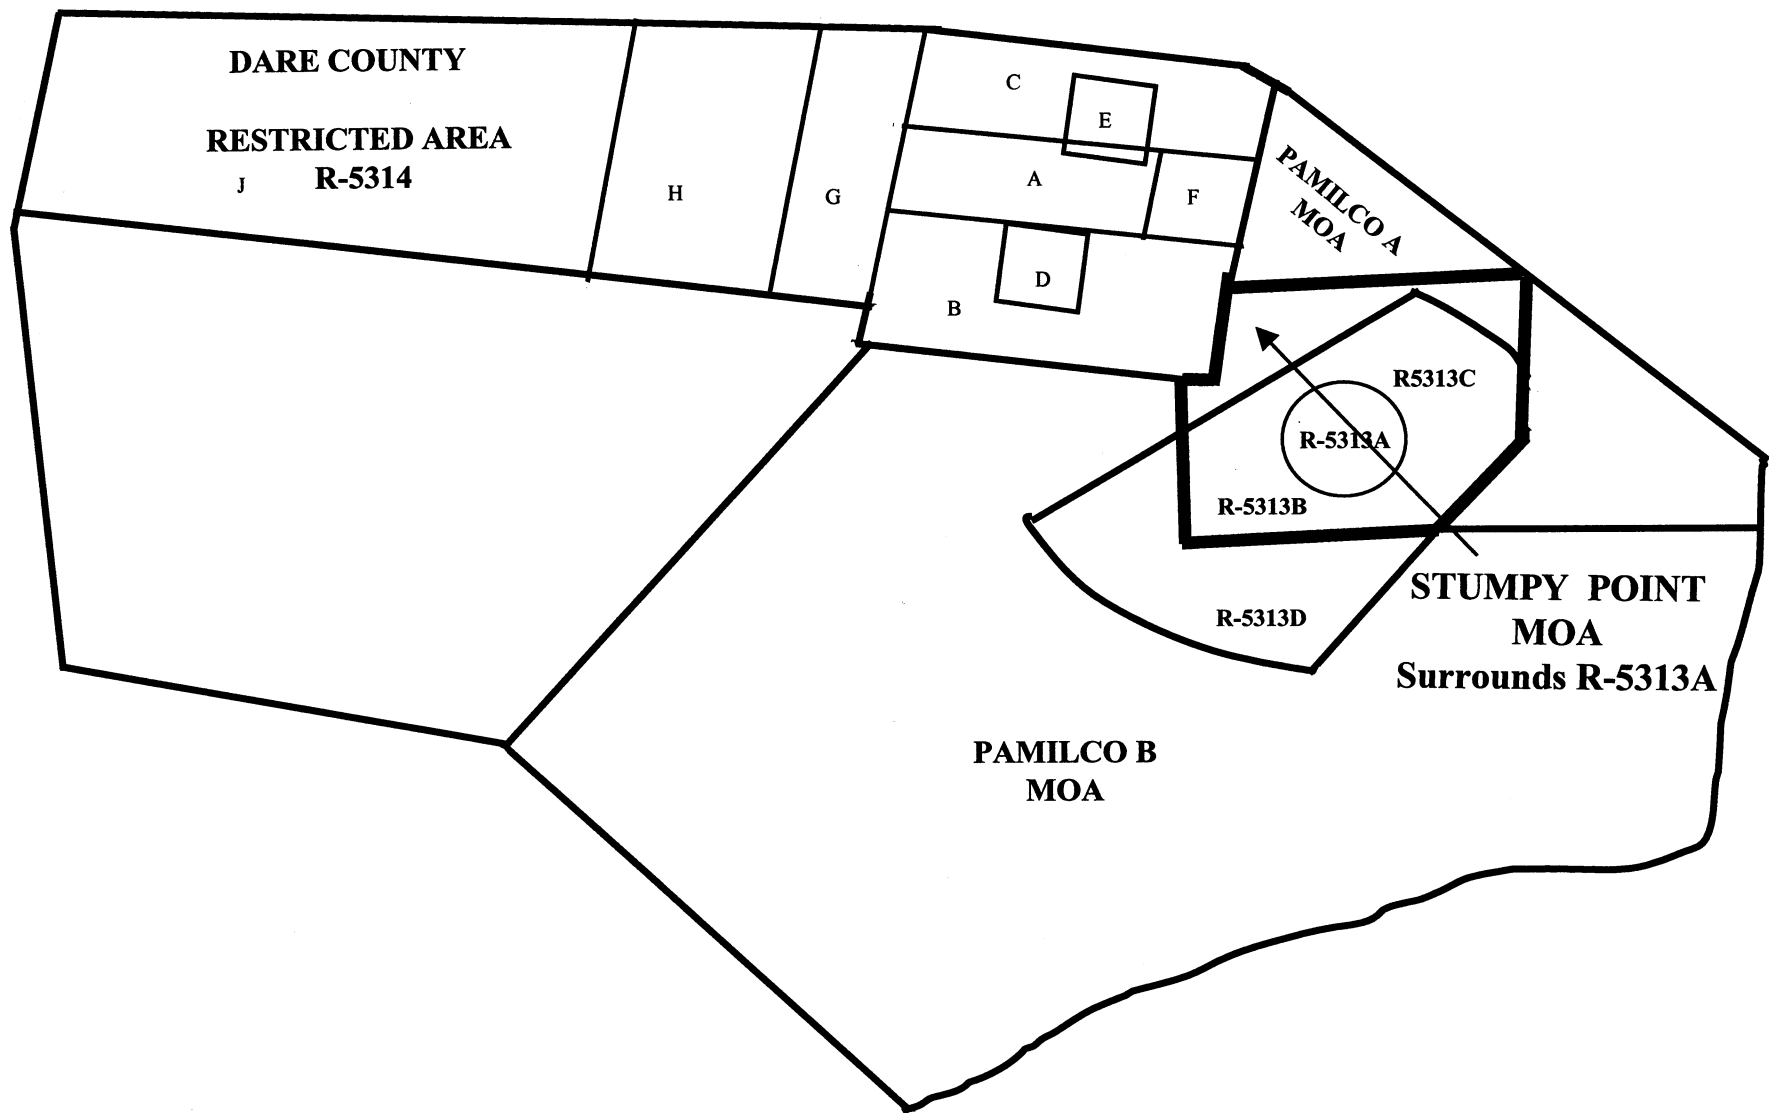 DARE COUNTY
RESTRICTED AREA
R-5314
J
H
G
C
E
A
F
D
B
PAMILCO A
MOA
R5313C
R-5313A
R-5313B
R-5313D
STUMPY POINT
MOA
Surrounds R-5313A
PAMILCO B
MOA